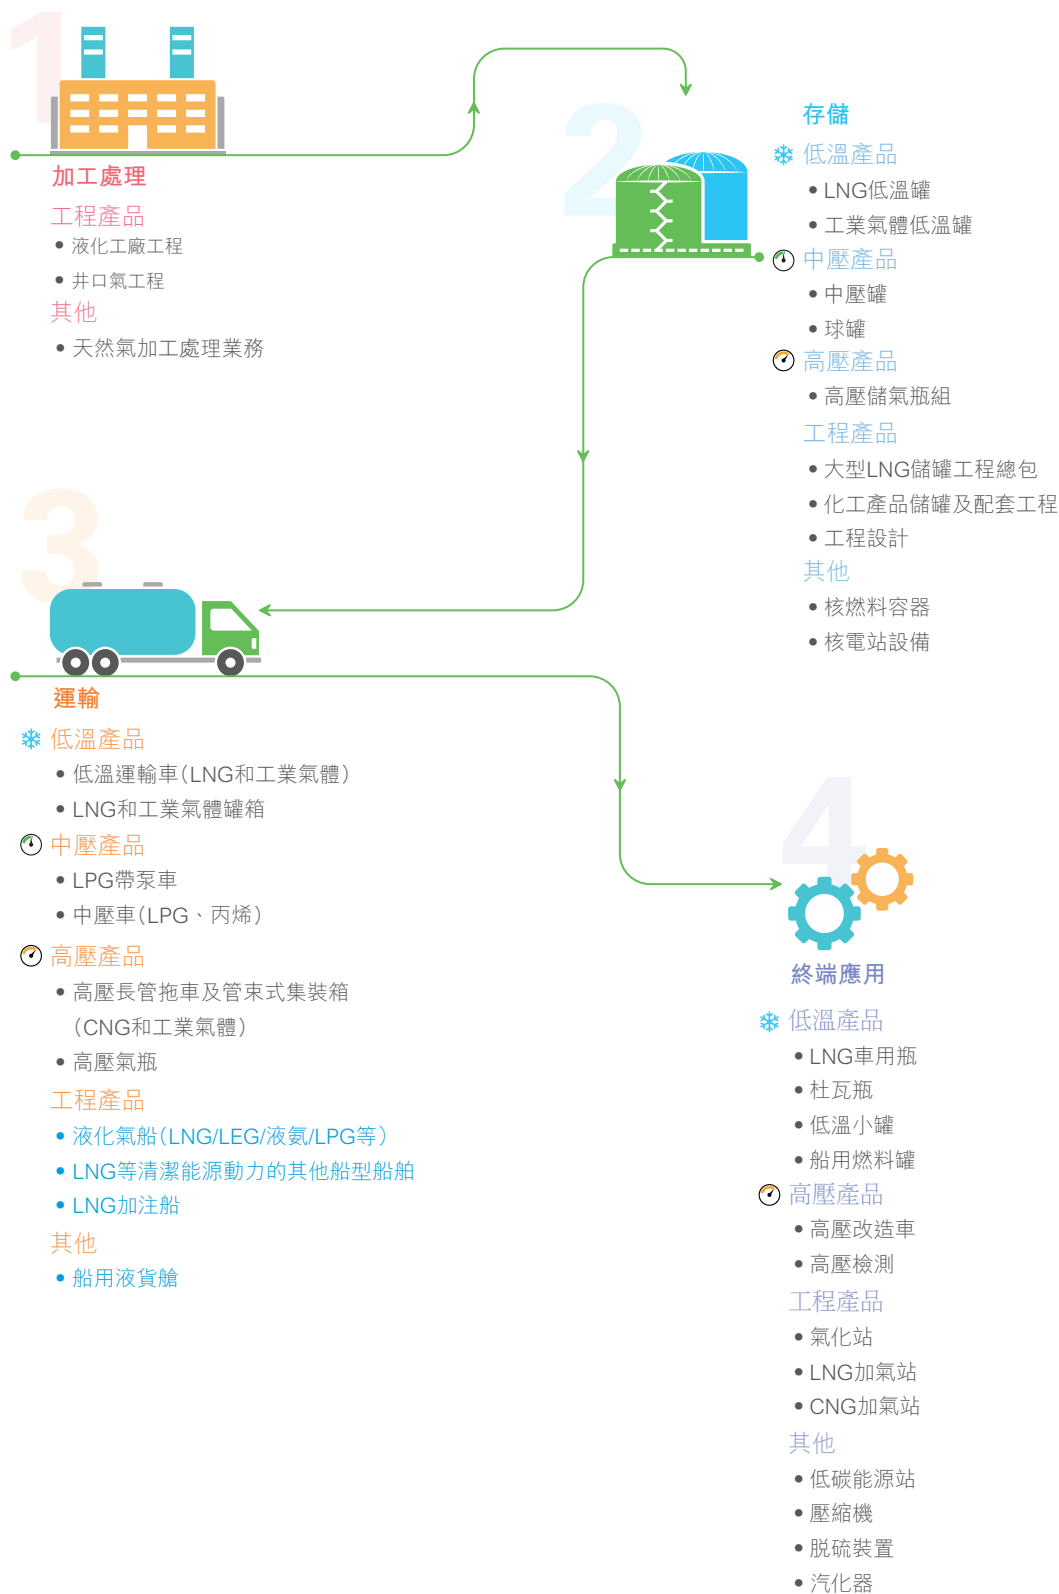 1
加工處理
工程產品
• 液化工廠工程
• 井口氣工程
其他
• 天然氣加工處理業務
2
存儲
低溫產品
• LNG低溫罐
• 工業氣體低溫罐
中壓產品
• 中壓罐
• 球罐
高壓產品
• 高壓儲氣瓶組
工程產品
• 大型LNG儲罐工程總包
• 化工產品儲罐及配套工程
• 工程設計
其他
• 核燃料容器
• 核電站設備
3
運輸
低溫產品
• 低溫運輸車(LNG和工業氣體)
• LNG和工業氣體罐箱
中壓產品
• LPG帶泵車
• 中壓車(LPG、丙烯)
高壓產品
• 高壓長管拖車及管束式集裝箱
(CNG和工業氣體)
• 高壓氣瓶
工程產品
• 液化氣船(LNG/LEG/液氨/LPG等)
• LNG等清潔能源動力的其他船型船舶
• LNG加注船
其他
• 船用液貨艙
4
終端應用
低溫產品
• LNG車用瓶
• 杜瓦瓶
• 低溫小罐
• 船用燃料罐
高壓產品
• 高壓改造車
• 高壓檢測
工程產品
• 氣化站
• LNG加氣站
• CNG加氣站
其他
• 低碳能源站
• 壓縮機
• 脱硫裝置
• 汽化器